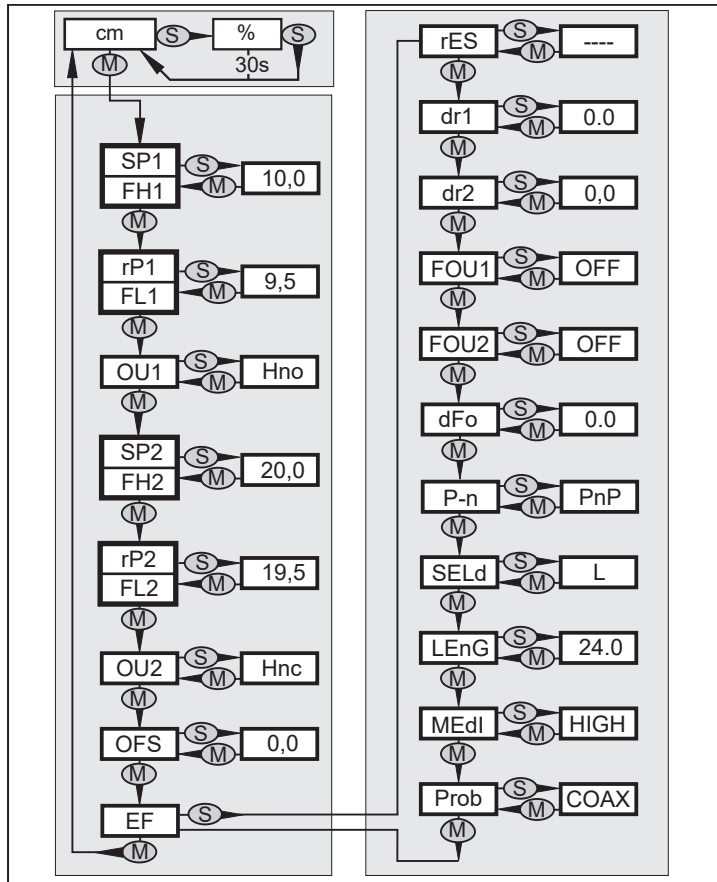 cm S % S
M 30s
SP1 S
FH1 M 10,0
M
rP1 S
FL1 M 9,5
M
OU1 S Hno
M
M
SP2 S
FH2 M 20,0
M
rP2 S
FL2 M 19,5
M
OU2 S Hnc
M
M
OFS S 0,0
M
M
EF S
M
rES S ----
M
M
dr1 S 0.0
M
M
dr2 S 0,0
M
M
FOU1 S OFF
M
M
FOU2 S OFF
M
M
dFo S 0.0
M
M
P-n S PnP
M
M
SELd S L
M
M
LEnG S 24.0
M
M
MEdI S HIGH
M
M
Prob S COAX
M
M